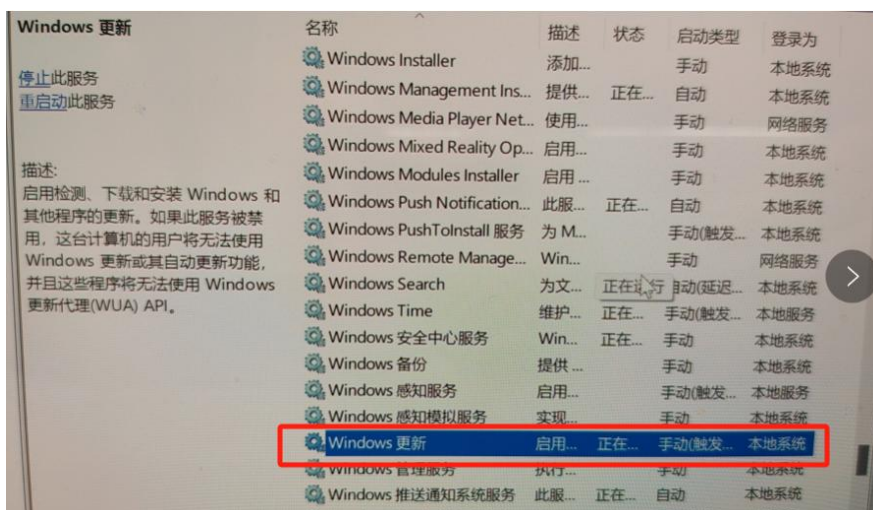 Windows 更新
停止此服务
重启动此服务
描述:
启用检测、下载和安装 Windows 和
其他程序的更新。如果此服务被禁
用，这台计算机的用户将无法使用
Windows 更新或其自动更新功能，
并且这些程序将无法使用 Windows
更新代理(WUA) API。
名称 描述 状态 启动类型 登录为
Windows Installer 添加... 手动 本地系统
Windows Management Ins... 提供... 正在... 自动 本地系统
Windows Media Player Net... 使用... 手动 网络服务
Windows Mixed Reality Op... 启用... 手动 本地系统
Windows Modules Installer 启用 ... 手动 本地系统
Windows Push Notification... 此服... 正在... 自动 本地系统
Windows PushToInstall 服务 为 M... 手动(触发... 本地系统
Windows Remote Manage... Win... 手动 网络服务
Windows Search 为文... 正在运行 自动(延迟... 本地系统
Windows Time 维护... 正在... 手动(触发... 本地服务
Windows 安全中心服务 Win... 正在... 手动 本地系统
Windows 备份 提供 ... 手动 本地系统
Windows 感知服务 启用... 手动(触发... 本地服务
Windows 感知模拟服务 实现... 手动 本地系统
Windows 更新 启用... 正在... 手动(触发... 本地系统
Windows 管理服务 执行... 手动 本地系统
Windows 推送通知系统服务 此服... 正在... 自动 本地系统